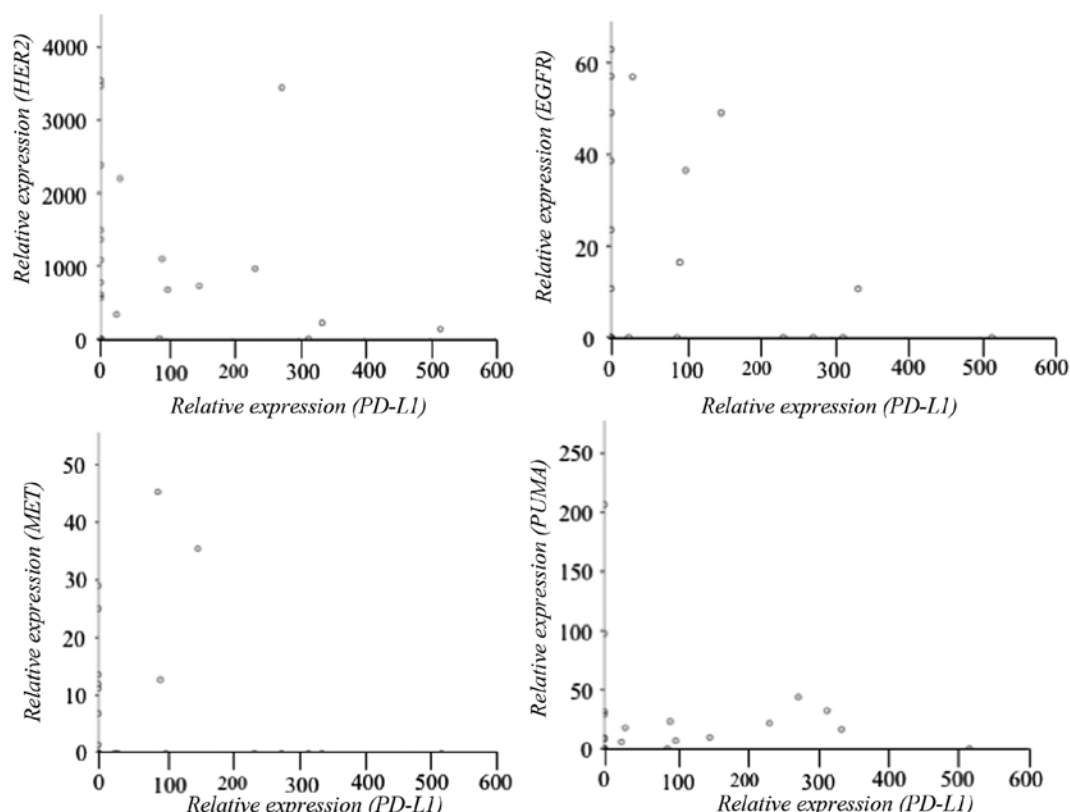 Relative expression (HER2)
4000
3000
2000
1000
0
0 100 200 300 400 500 600
Relative expression (PD-L1)
Relative expression (EGFR)
60
40
20
0
0 100 200 300 400 500 600
Relative expression (PD-L1)
Relative expression (MET)
50
40
30
20
10
0
0 100 200 300 400 500 600
Relative expression (PD-L1)
Relative expression (PUMA)
250
200
150
100
50
0
0 100 200 300 400 500 600
Relative expression (PD-L1)